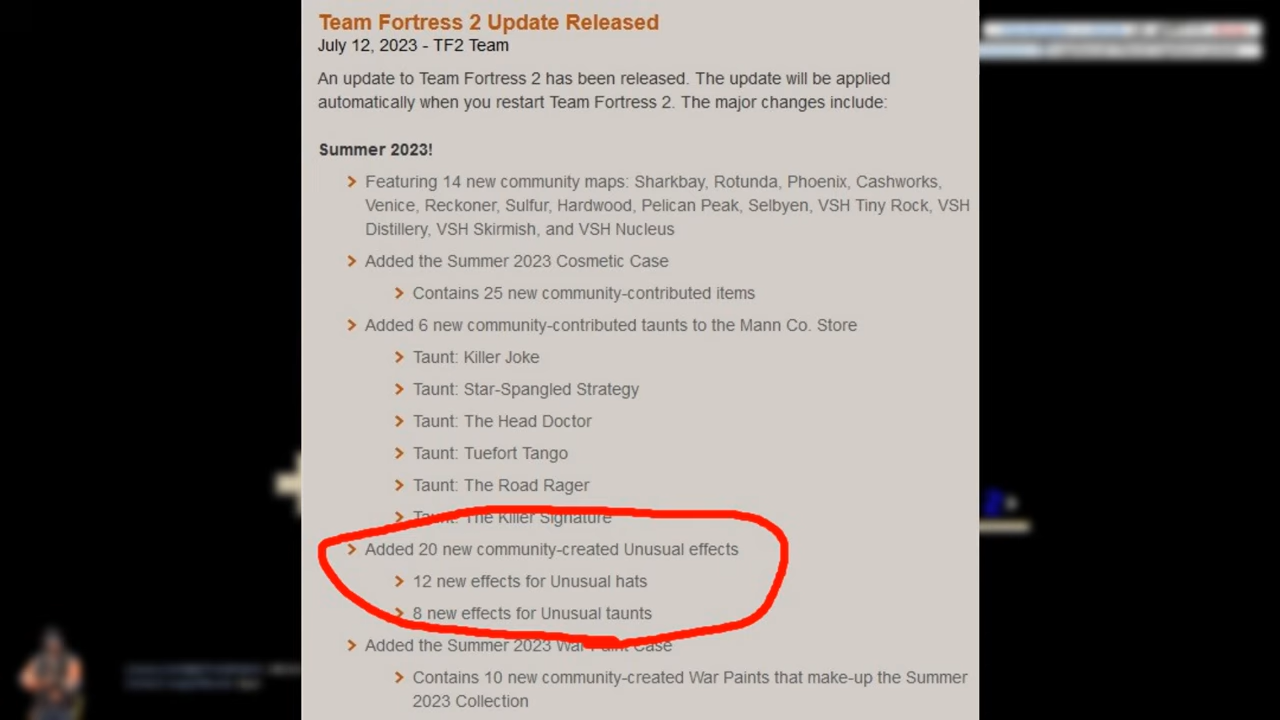 Team Fortress 2 Update Released
July 12, 2023 - TF2 Team
An update to Team Fortress 2 has been released. The update will be applied
automatically when you restart Team Fortress 2. The major changes include:
Summer 2023!
Featuring 14 new community maps: Sharkbay, Rotunda, Phoenix, Cashworks,
Venice, Reckoner, Sulfur, Hardwood, Pelican Peak, Selbyen, VSH Tiny Rock, VSH
Distillery, VSH Skirmish, and VSH Nucleus
Added the Summer 2023 Cosmetic Case
Contains 25 new community-contributed items
Added 6 new community-contributed taunts to the Mann Co. Store
Taunt: Killer Joke
Taunt: Star-Spangled Strategy
Taunt: The Head Doctor
Taunt: Tuefort Tango
Taunt: The Road Rager
Taunt: The Killer Signature
Added 20 new community-created Unusual effects
12 new effects for Unusual hats
8 new effects for Unusual taunts
Added the Summer 2023 War Paint Case
Contains 10 new community-created War Paints that make-up the Summer
2023 Collection